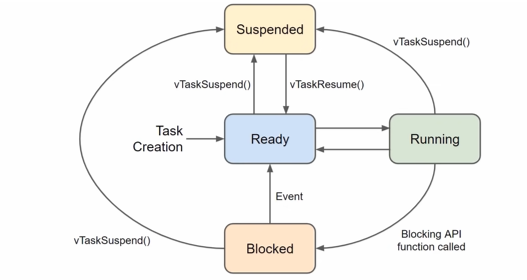 Suspended
vTaskSuspend()
vTaskSuspend()
vTaskResume()
Task
Creation
Ready
Running
Event
Blocking API
function called
vTaskSuspend()
Blocked